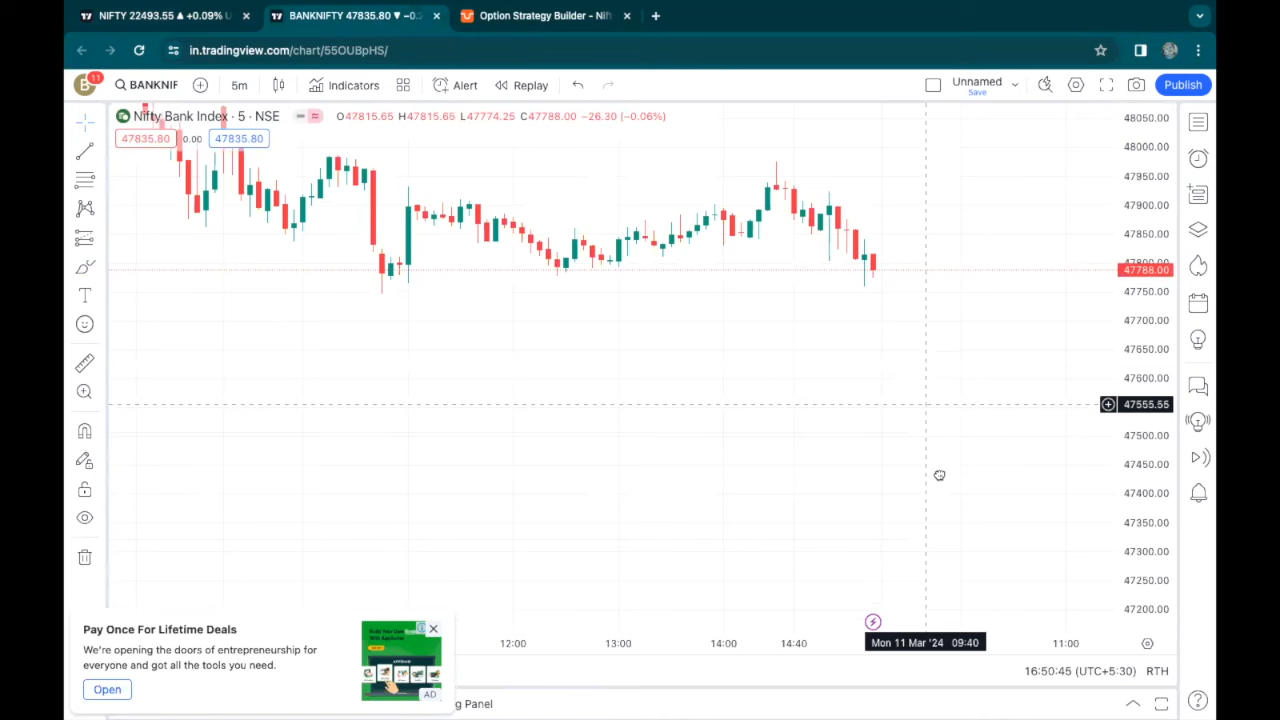 NIFTY 22493.55 ▲ +0.09% U
BANKNIFTY 47835.80 ▼ −0.2
Option Strategy Builder - Nift
in.tradingview.com/chart/55OUBpHS/
B
11
BANKNIF
5m
Indicators
Alert
Replay
Unnamed
Save
Publish
Nifty Bank Index · 5 · NSE
O47815.65 H47815.65 L47774.25 C47788.00 −26.30 (−0.06%)
47835.80
0.00
47835.80
48050.00
48000.00
47950.00
47900.00
47850.00
47800.00
47788.00
47750.00
47700.00
47650.00
47600.00
47555.55
47500.00
47450.00
47400.00
47350.00
47300.00
47250.00
47200.00
12:00
13:00
14:00
14:40
Mon 11 Mar '24 09:40
11:00
16:50:45 (UTC+5:30) RTH
Pay Once For Lifetime Deals
We're opening the doors of entrepreneurship for
everyone and got all the tools you need.
Open
AD
g Panel